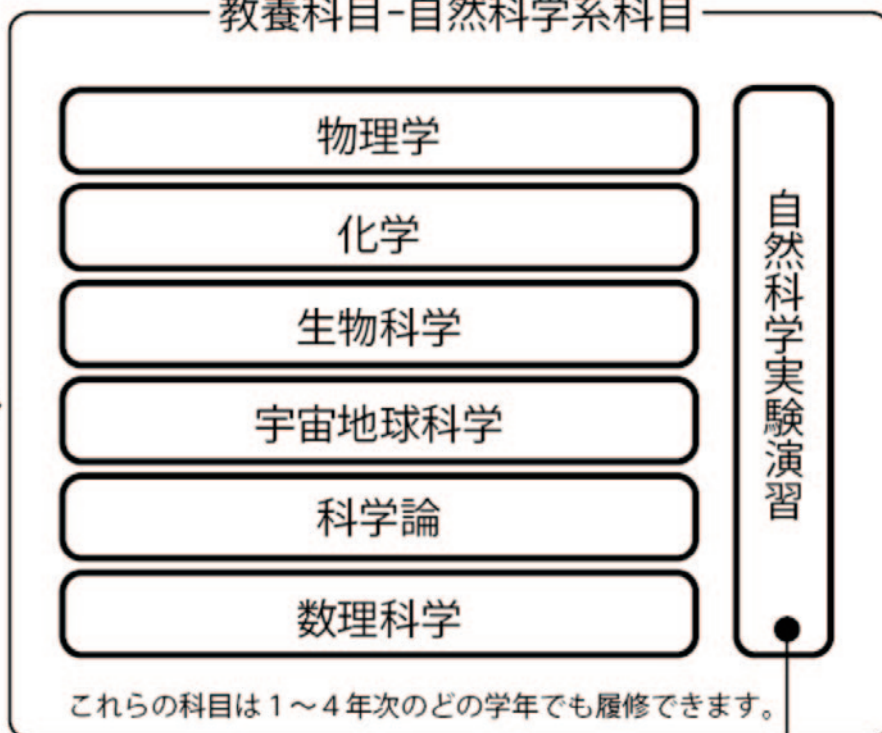 教養科目-自然科学系科目
物理学
化学
生物科学
宇宙地球科学
科学論
数理科学
自然科学実験演習
これらの科目は1～4年次のどの学年でも履修できます。